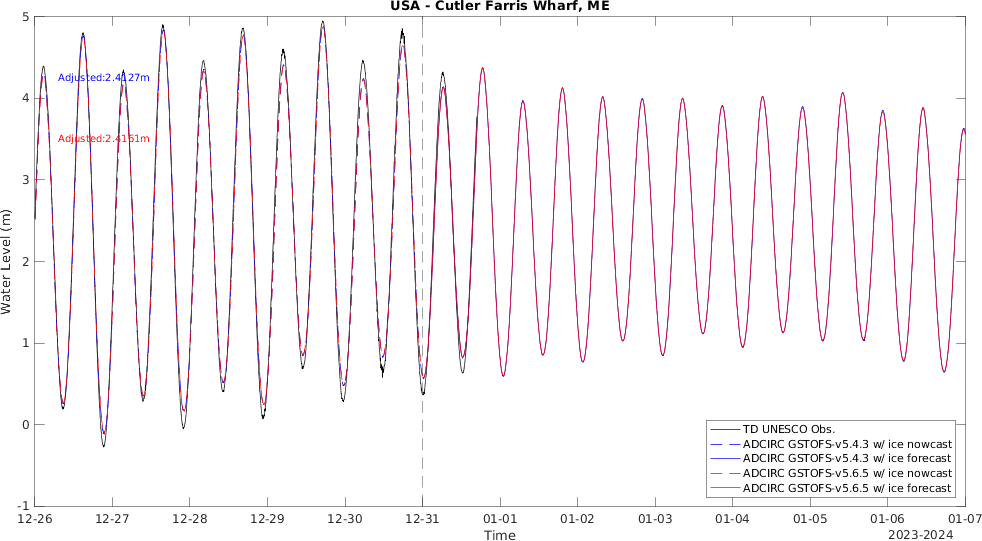 USA - Cutler Farris Wharf, ME
5
4
3
2
1
0
-1
Water Level (m)
Adjusted:2.4127m
Adjusted:2.4161m
TD UNESCO Obs.
ADCIRC GSTOFS-v5.4.3 w/ ice nowcast
ADCIRC GSTOFS-v5.4.3 w/ ice forecast
ADCIRC GSTOFS-v5.6.5 w/ ice nowcast
ADCIRC GSTOFS-v5.6.5 w/ ice forecast
12-26 12-27 12-28 12-29 12-30 12-31 01-01 01-02 01-03 01-04 01-05 01-06 01-07
Time
2023-2024